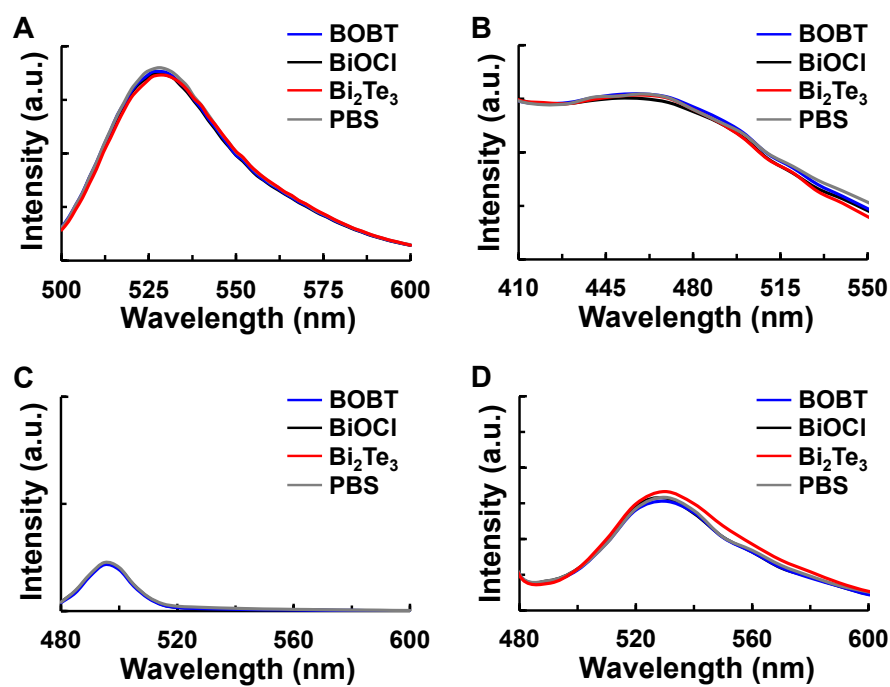 A
BOBT
BiOCl
Bi₂Te₃
PBS
Intensity (a.u.)
500 525 550 575 600
Wavelength (nm)
B
BOBT
BiOCl
Bi₂Te₃
PBS
Intensity (a.u.)
410 445 480 515 550
Wavelength (nm)
C
BOBT
BiOCl
Bi₂Te₃
PBS
Intensity (a.u.)
480 520 560 600
Wavelength (nm)
D
BOBT
BiOCl
Bi₂Te₃
PBS
Intensity (a.u.)
480 520 560 600
Wavelength (nm)